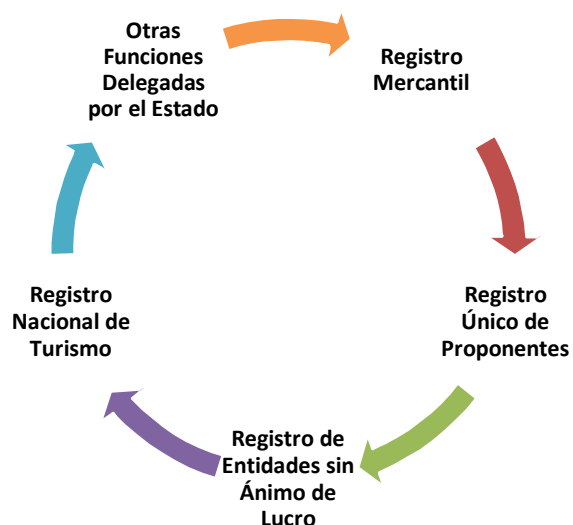 Otras
Funciones
Delegadas
por el Estado
Registro
Mercantil
Registro
Único de
Proponentes
Registro de
Entidades sin
Ánimo de
Lucro
Registro
Nacional de
Turismo